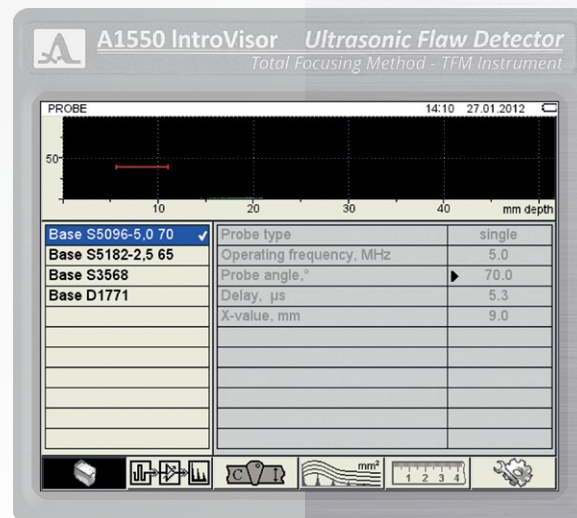 A1550 IntroVisor Ultrasonic Flaw Detector
Total Focusing Method - TFM Instrument
PROBE 14:10 27.01.2012
50
10 20 30 40 mm depth
Base S5096-5,0 70 Probe type single
Base S5182-2,5 65 Operating frequency, MHz 5.0
Base S3568 Probe angle,° 70.0
Base D1771 Delay, µs 5.3
X-value, mm 9.0
C I mm² 1 2 3 4